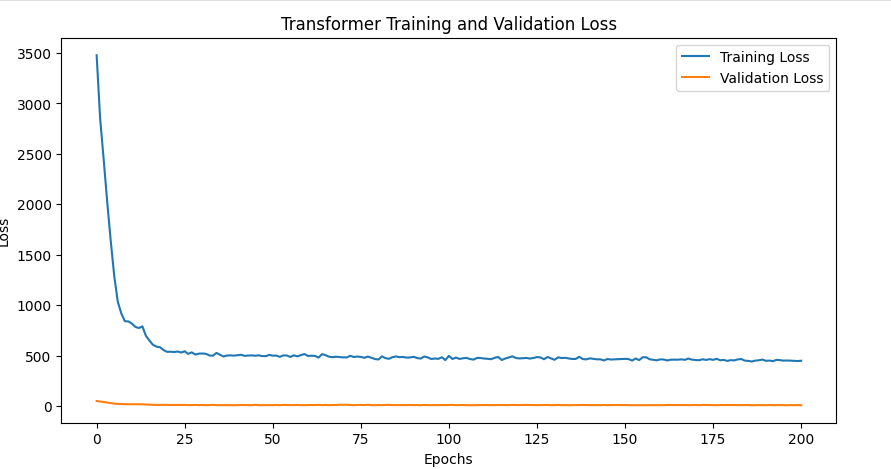 Transformer Training and Validation Loss
Training Loss
Validation Loss
3500
3000
2500
2000
1500
1000
500
0
Loss
0 25 50 75 100 125 150 175 200
Epochs